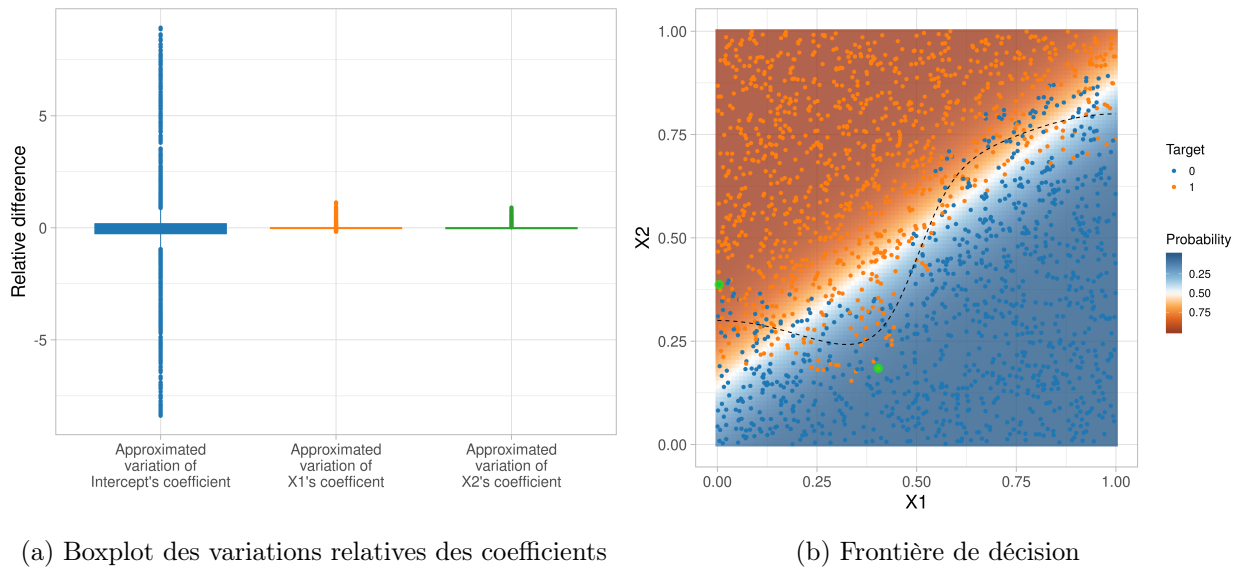 Relative difference
5
0
-5
Approximated
variation of
Intercept's coefficient
Approximated
variation of
X1's coefficent
Approximated
variation of
X2's coefficient
(a) Boxplot des variations relatives des coefficients
X2
1.00
0.75
0.50
0.25
0.00
0.00
0.25
0.50
0.75
1.00
X1
Target
0
1
Probability
0.25
0.50
0.75
(b) Frontière de décision